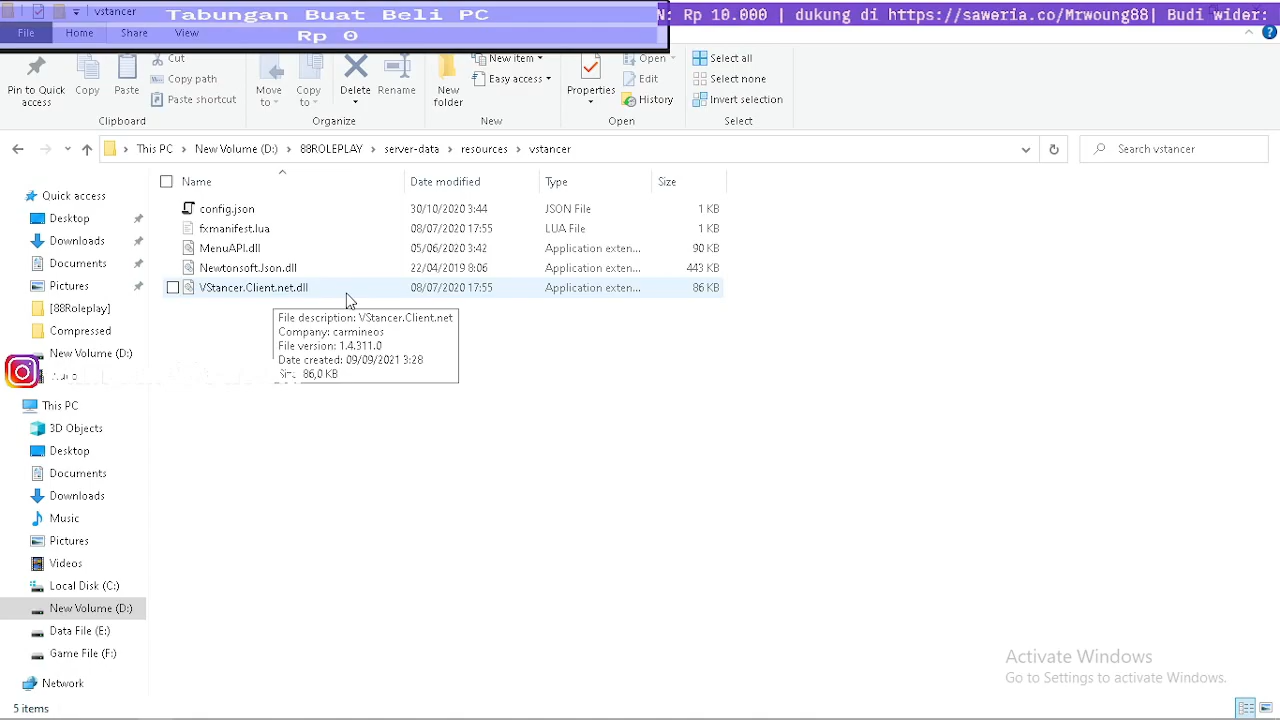 vstancer
Tabungan Buat Beli PC
Rp 0
N: Rp 10.000 | dukung di https://saweria.co/Mrwoung88| Budi wider:
File Home Share View
Pin to Quick access
Copy
Paste
Cut
Copy path
Paste shortcut
Clipboard
Move to
Copy to
Delete
Rename
Organize
New folder
New item
Easy access
New
Properties
Open
Edit
History
Open
Select all
Select none
Invert selection
Select
This PC > New Volume (D:) > 88ROLEPLAY > server-data > resources > vstancer
Search vstancer
Name Date modified Type Size
config.json 30/10/2020 3:44 JSON File 1 KB
fxmanifest.lua 08/07/2020 17:55 LUA File 1 KB
MenuAPI.dll 05/06/2020 3:42 Application exten... 90 KB
Newtonsoft.Json.dll 22/04/2019 8:06 Application exten... 443 KB
VStancer.Client.net.dll 08/07/2020 17:55 Application exten... 86 KB
File description: VStancer.Client.net
Company: carmineos
File version: 1.4.311.0
Date created: 09/09/2021 3:28
86,0 KB
Quick access
Desktop
Downloads
Documents
Pictures
[88Roleplay]
Compressed
New Volume (D:)
This PC
3D Objects
Desktop
Documents
Downloads
Music
Pictures
Videos
Local Disk (C:)
New Volume (D:)
Data File (E:)
Game File (F:)
Network
5 items
Activate Windows
Go to Settings to activate Windows.